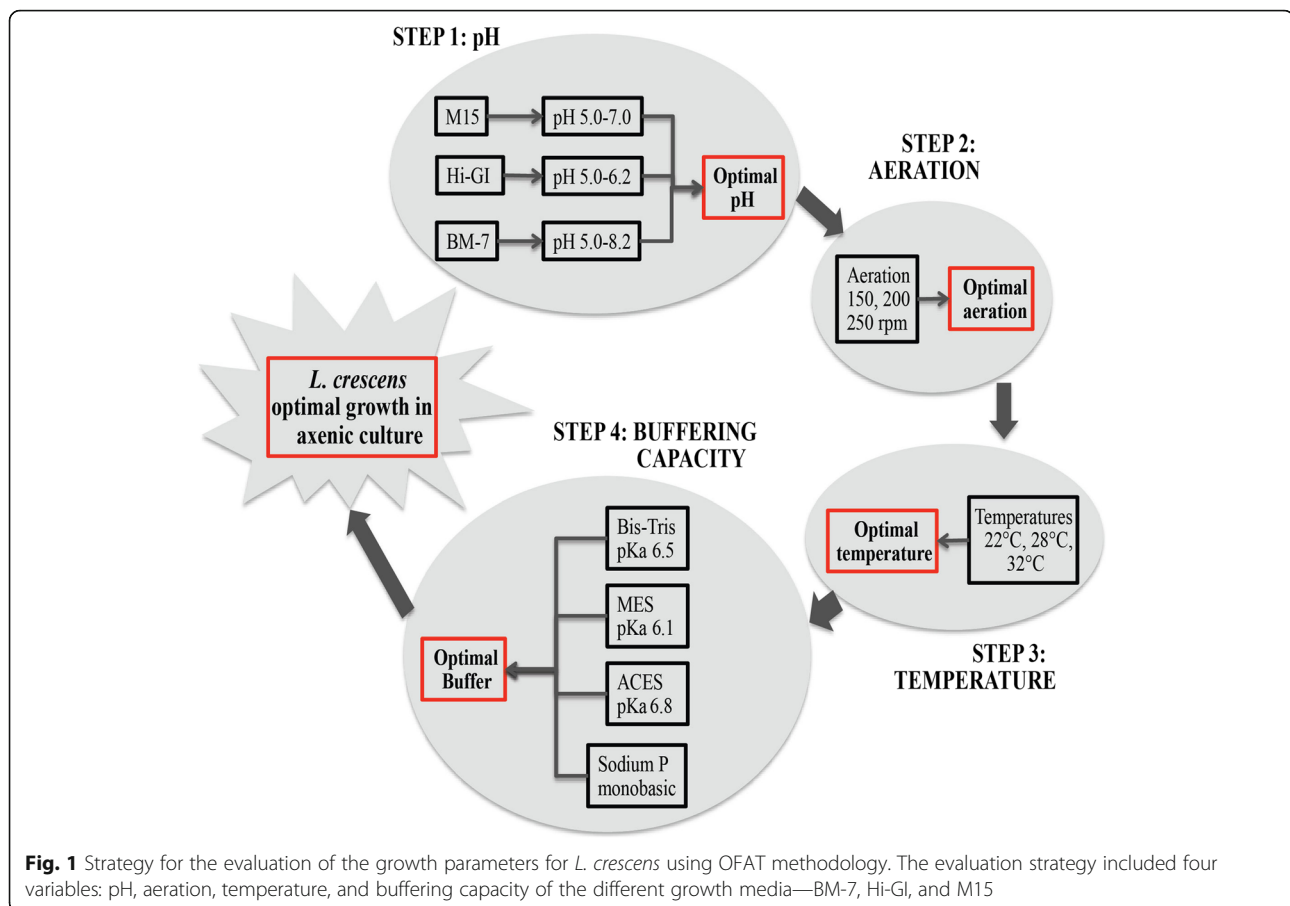 STEP 1: pH
M15
pH 5.0-7.0
Hi-GI
pH 5.0-6.2
BM-7
pH 5.0-8.2
Optimal
pH
STEP 2:
AERATION
Aeration
150, 200
250 rpm
Optimal
aeration
STEP 3:
TEMPERATURE
Temperatures
22°C, 28°C,
32°C
Optimal
temperature
STEP 4: BUFFERING
CAPACITY
Bis-Tris
pKa 6.5
MES
pKa 6.1
ACES
pKa 6.8
Sodium P
monobasic
Optimal
Buffer
L. crescens
optimal growth in
axenic culture
Fig. 1 Strategy for the evaluation of the growth parameters for L. crescens using OFAT methodology. The evaluation strategy included four
variables: pH, aeration, temperature, and buffering capacity of the different growth media—BM-7, Hi-GI, and M15